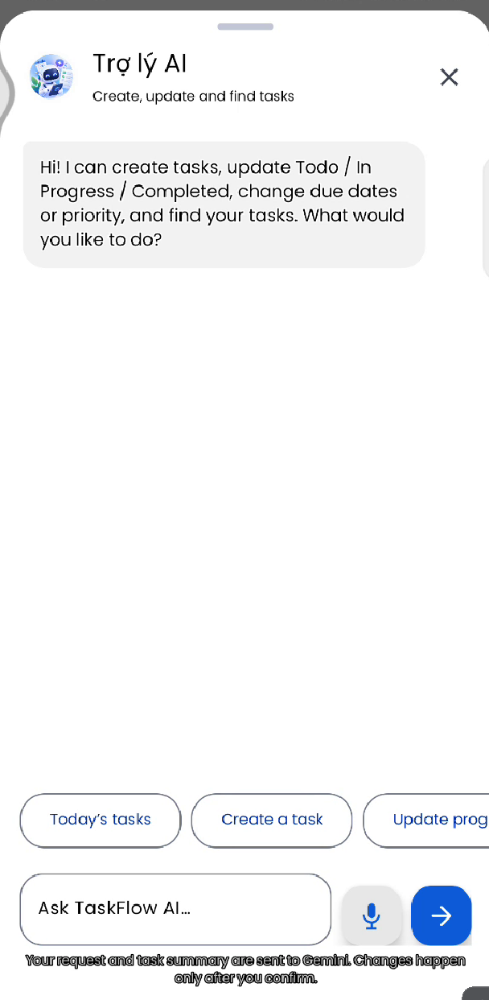 Trợ lý AI
Create, update and find tasks
Hi! I can create tasks, update Todo / In
Progress / Completed, change due dates
or priority, and find your tasks. What would
you like to do?
Today's tasks
Create a task
Update prog
Ask TaskFlow AI...
Your request and task summary are sent to Gemini. Changes happen
only after you confirm.